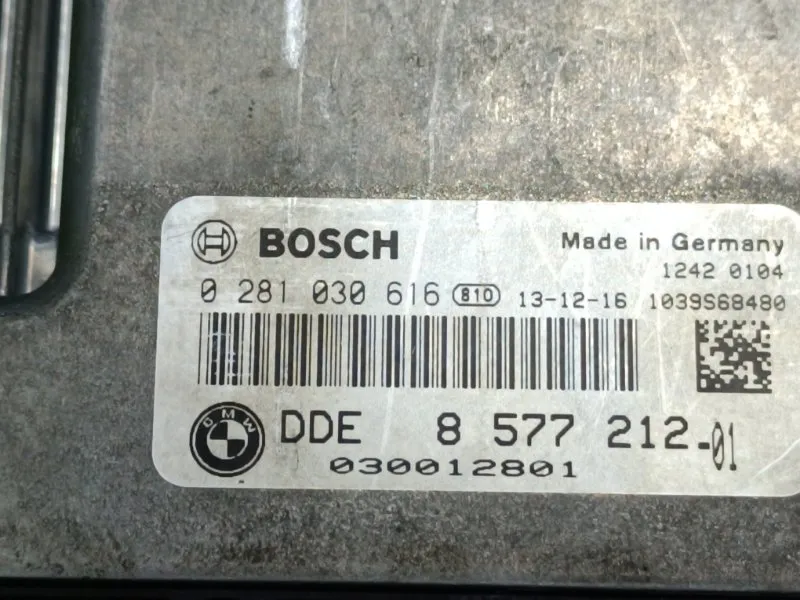 BOSCH
Made in Germany
1242 0104
0 281 030 616 810 13-12-16 1039S68480
BMW DDE 8 577 212-01
030012801